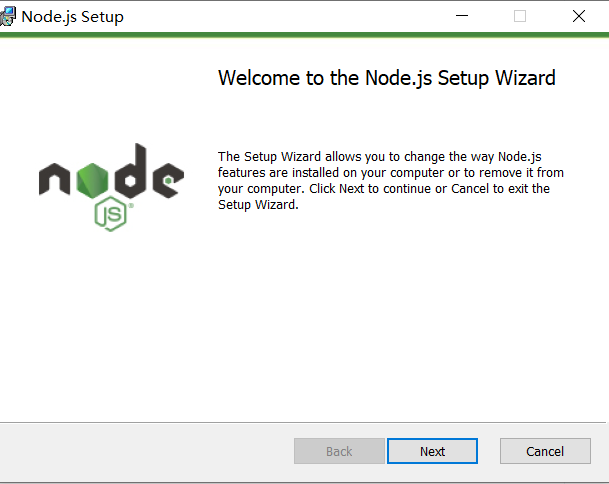 Node.js Setup
Welcome to the Node.js Setup Wizard
node
JS
The Setup Wizard allows you to change the way Node.js
features are installed on your computer or to remove it from
your computer. Click Next to continue or Cancel to exit the
Setup Wizard.
Back Next Cancel